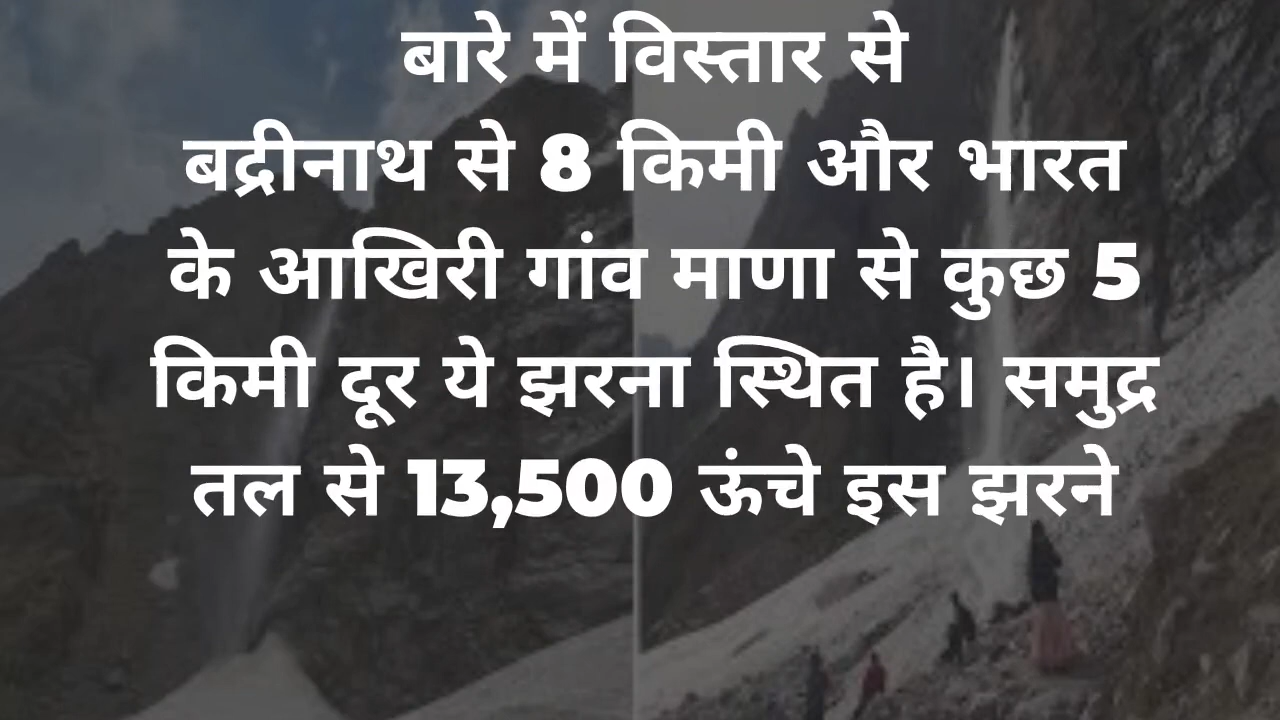 बारे में विस्तार से
बद्रीनाथ से 8 किमी और भारत
के आखिरी गांव माणा से कुछ 5
किमी दूर ये झरना स्थित है। समुद्र
तल से 13,500 ऊंचे इस झरने